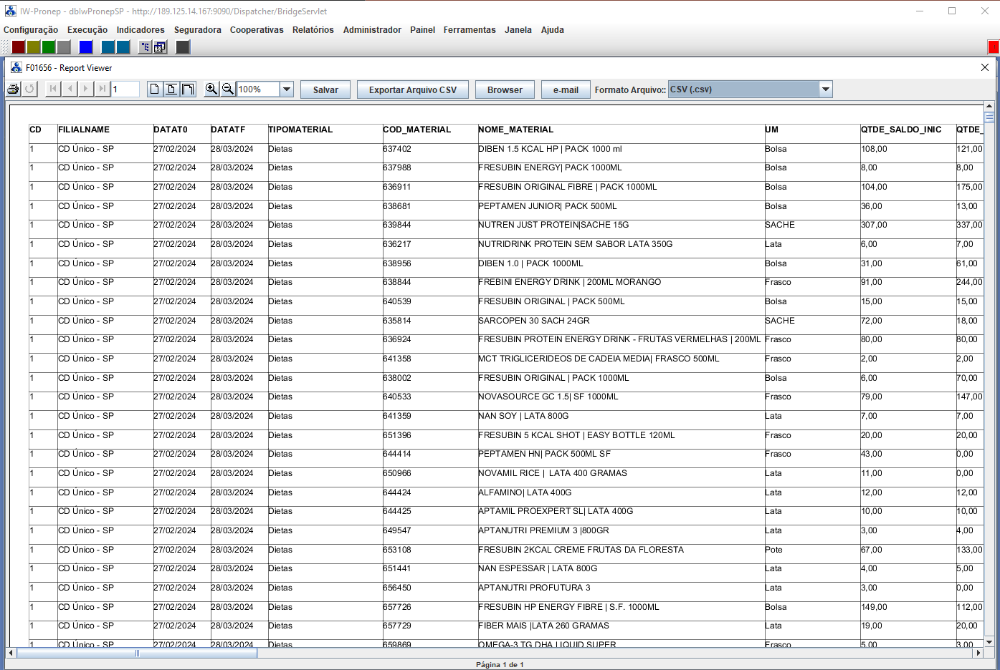 IW-Pronep - dblwPronepSP - http://189.125.14.167:9090/Dispatcher/BridgeServlet
Configuração Execução Indicadores Seguradora Cooperativas Relatórios Administrador Painel Ferramentas Janela Ajuda
F01656 - Report Viewer
1 100% Salvar Exportar Arquivo CSV Browser e-mail Formato Arquivo:: CSV (.csv)
CD FILIALNAME DATAT0 DATATF TIPOMATERIAL COD_MATERIAL NOME_MATERIAL UM QTDE_SALDO_INIC QTDE_
1 CD Único - SP 27/02/2024 28/03/2024 Dietas 637402 DIBEN 1.5 KCAL HP | PACK 1000 ml Bolsa 108,00 121,00
1 CD Único - SP 27/02/2024 28/03/2024 Dietas 637988 FRESUBIN ENERGY| PACK 1000ML Bolsa 8,00 8,00
1 CD Único - SP 27/02/2024 28/03/2024 Dietas 636911 FRESUBIN ORIGINAL FIBRE | PACK 1000ML Bolsa 104,00 175,00
1 CD Único - SP 27/02/2024 28/03/2024 Dietas 638681 PEPTAMEN JUNIOR| PACK 500ML Bolsa 36,00 13,00
1 CD Único - SP 27/02/2024 28/03/2024 Dietas 639844 NUTREN JUST PROTEIN|SACHE 15G SACHE 307,00 337,00
1 CD Único - SP 27/02/2024 28/03/2024 Dietas 636217 NUTRIDRINK PROTEIN SEM SABOR LATA 350G Lata 6,00 7,00
1 CD Único - SP 27/02/2024 28/03/2024 Dietas 638956 DIBEN 1.0 | PACK 1000ML Bolsa 31,00 61,00
1 CD Único - SP 27/02/2024 28/03/2024 Dietas 638844 FREBINI ENERGY DRINK | 200ML MORANGO Frasco 91,00 244,00
1 CD Único - SP 27/02/2024 28/03/2024 Dietas 640539 FRESUBIN ORIGINAL | PACK 500ML Bolsa 15,00 15,00
1 CD Único - SP 27/02/2024 28/03/2024 Dietas 635814 SARCOPEN 30 SACH 24GR SACHE 72,00 18,00
1 CD Único - SP 27/02/2024 28/03/2024 Dietas 636924 FRESUBIN PROTEIN ENERGY DRINK - FRUTAS VERMELHAS | 200ML Frasco 80,00 80,00
1 CD Único - SP 27/02/2024 28/03/2024 Dietas 641358 MCT TRIGLICERIDEOS DE CADEIA MEDIA| FRASCO 500ML Frasco 2,00 2,00
1 CD Único - SP 27/02/2024 28/03/2024 Dietas 638002 FRESUBIN ORIGINAL | PACK 1000ML Bolsa 6,00 70,00
1 CD Único - SP 27/02/2024 28/03/2024 Dietas 640533 NOVASOURCE GC 1.5| SF 1000ML Frasco 79,00 147,00
1 CD Único - SP 27/02/2024 28/03/2024 Dietas 641359 NAN SOY | LATA 800G Lata 7,00 7,00
1 CD Único - SP 27/02/2024 28/03/2024 Dietas 651396 FRESUBIN 5 KCAL SHOT | EASY BOTTLE 120ML Frasco 20,00 20,00
1 CD Único - SP 27/02/2024 28/03/2024 Dietas 644414 PEPTAMEN HN| PACK 500ML SF Frasco 43,00 0,00
1 CD Único - SP 27/02/2024 28/03/2024 Dietas 650966 NOVAMIL RICE | LATA 400 GRAMAS Lata 11,00 0,00
1 CD Único - SP 27/02/2024 28/03/2024 Dietas 644424 ALFAMINO| LATA 400G Lata 12,00 12,00
1 CD Único - SP 27/02/2024 28/03/2024 Dietas 644425 APTAMIL PROEXPERT SL| LATA 400G Lata 10,00 10,00
1 CD Único - SP 27/02/2024 28/03/2024 Dietas 649547 APTANUTRI PREMIUM 3 |800GR Lata 3,00 4,00
1 CD Único - SP 27/02/2024 28/03/2024 Dietas 653108 FRESUBIN 2KCAL CREME FRUTAS DA FLORESTA Pote 67,00 133,00
1 CD Único - SP 27/02/2024 28/03/2024 Dietas 651441 NAN ESPESSAR | LATA 800G Lata 4,00 5,00
1 CD Único - SP 27/02/2024 28/03/2024 Dietas 656450 APTANUTRI PROFUTURA 3 Lata 3,00 0,00
1 CD Único - SP 27/02/2024 28/03/2024 Dietas 657726 FRESUBIN HP ENERGY FIBRE | S.F. 1000ML Bolsa 149,00 112,00
1 CD Único - SP 27/02/2024 28/03/2024 Dietas 657729 FIBER MAIS |LATA 260 GRAMAS Lata 19,00 20,00
1 CD Único - SP 27/02/2024 28/03/2024 Dietas 659869 OMEGA-3 TG DHA LIQUID SUPER Frasco 5,00 3,00
Página 1 de 1